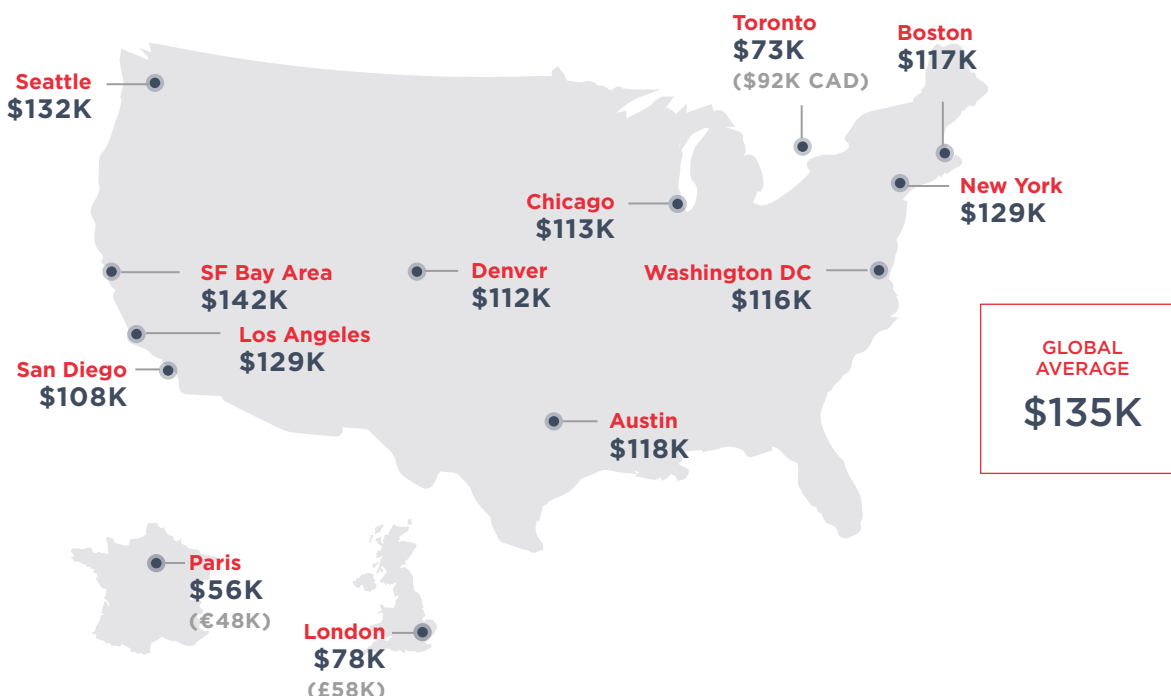 Toronto
$73K
($92K CAD)
Boston
$117K
Seattle
$132K
New York
$129K
Chicago
$113K
SF Bay Area
$142K
Denver
$112K
Washington DC
$116K
Los Angeles
$129K
San Diego
$108K
GLOBAL
AVERAGE
$135K
Austin
$118K
Paris
$56K
(€48K)
London
$78K
(£58K)